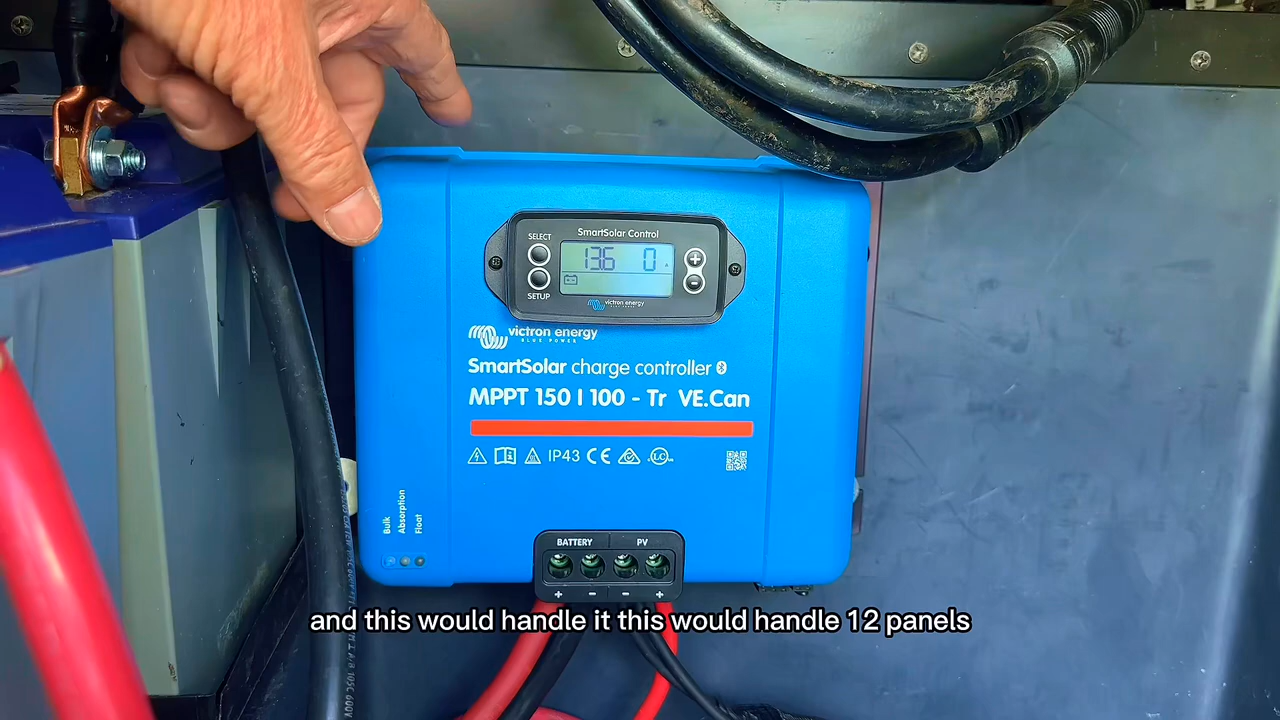 SmartSolar Control
SELECT
SETUP
13.6 0 A
victron energy
victron energy
BLUE POWER
SmartSolar charge controller
MPPT 150 | 100 - Tr VE.Can
IP43 CE
Bulk
Absorption
Float
BATTERY PV
+ - - +
and this would handle it this would handle 12 panels